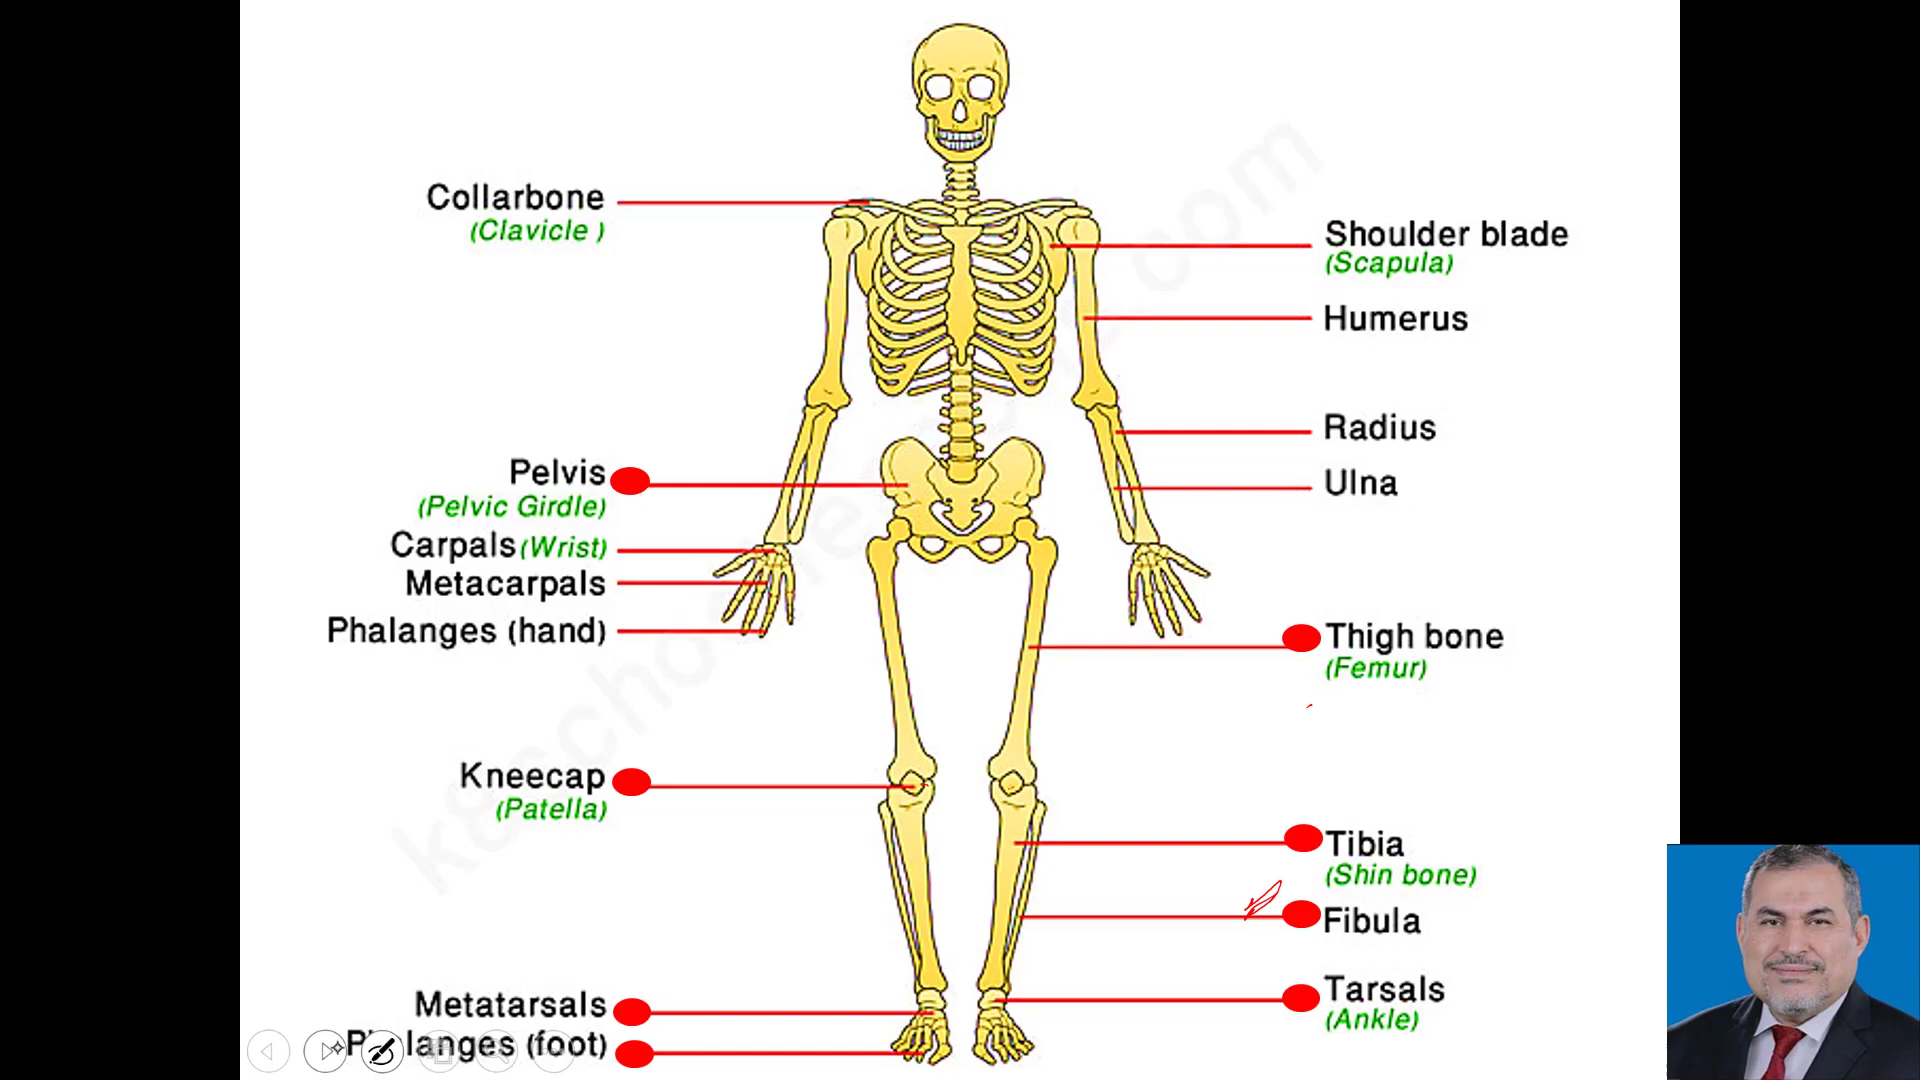 Collarbone
(Clavicle )
Pelvis
(Pelvic Girdle)
Carpals (Wrist)
Metacarpals
Phalanges (hand)
Kneecap
(Patella)
Metatarsals
Phalanges (foot)
Shoulder blade
(Scapula)
Humerus
Radius
Ulna
Thigh bone
(Femur)
Tibia
(Shin bone)
Fibula
Tarsals
(Ankle)